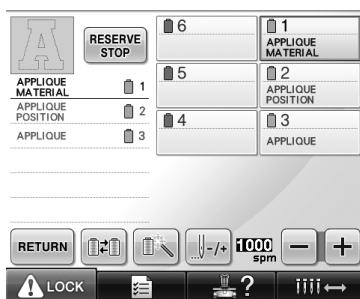 A
RESERVE
STOP
APPLIQUE
MATERIAL
1
APPLIQUE
POSITION
2
APPLIQUE
3
6
1
APPLIQUE
MATERIAL
5
2
APPLIQUE
POSITION
4
3
APPLIQUE
RETURN
-/+
1000
spm
−
+
LOCK
?